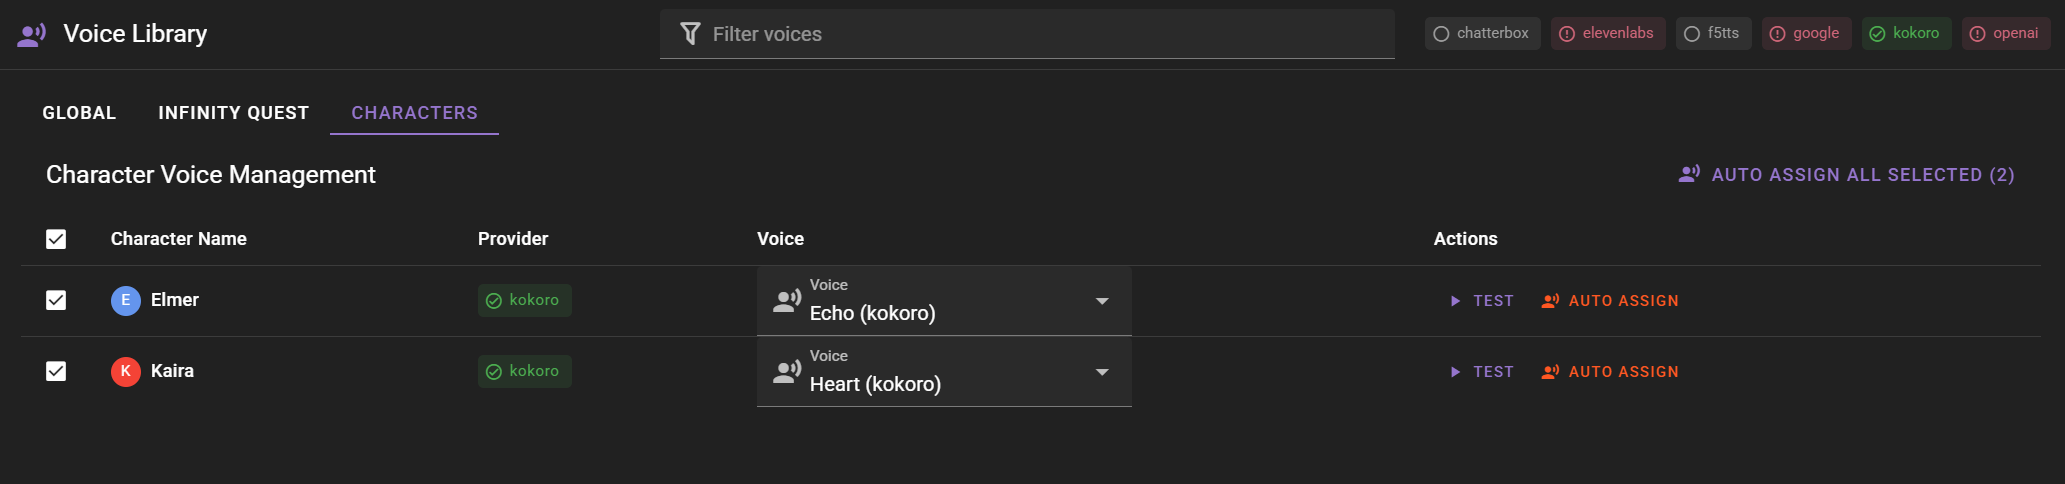 Voice Library
Filter voices
chatterbox
elevenlabs
f5tts
google
kokoro
openai
GLOBAL
INFINITY QUEST
CHARACTERS
Character Voice Management
AUTO ASSIGN ALL SELECTED (2)
Character Name
Provider
Voice
Actions
E
Elmer
kokoro
Voice
Echo (kokoro)
TEST
AUTO ASSIGN
K
Kaira
kokoro
Voice
Heart (kokoro)
TEST
AUTO ASSIGN